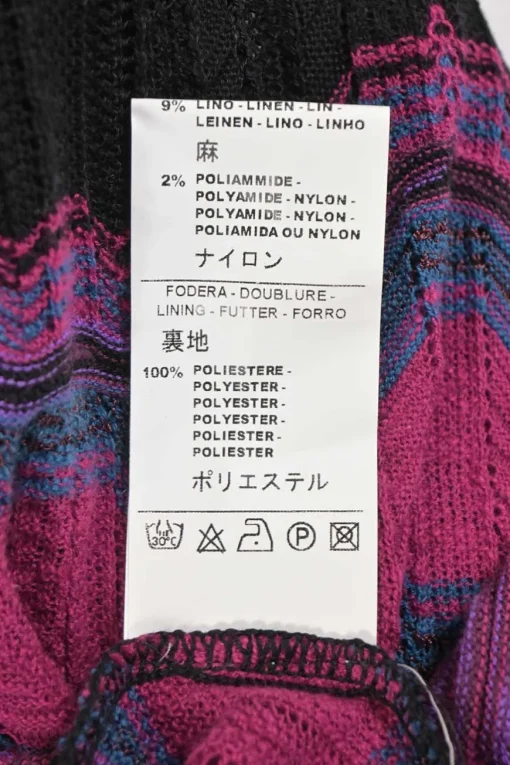 9% LINO - LINEN - LIN -
LEINEN - LINO - LINHO
麻
2% POLIAMMIDE -
POLYAMIDE - NYLON -
POLYAMIDE - NYLON -
POLIAMIDA OU NYLON
ナイロン
FODERA - DOUBLURE -
LINING - FUTTER - FORRO
裏地
100% POLIESTERE -
POLYESTER -
POLYESTER -
POLYESTER -
POLIESTER -
POLIESTER
ポリエステル
30°C P